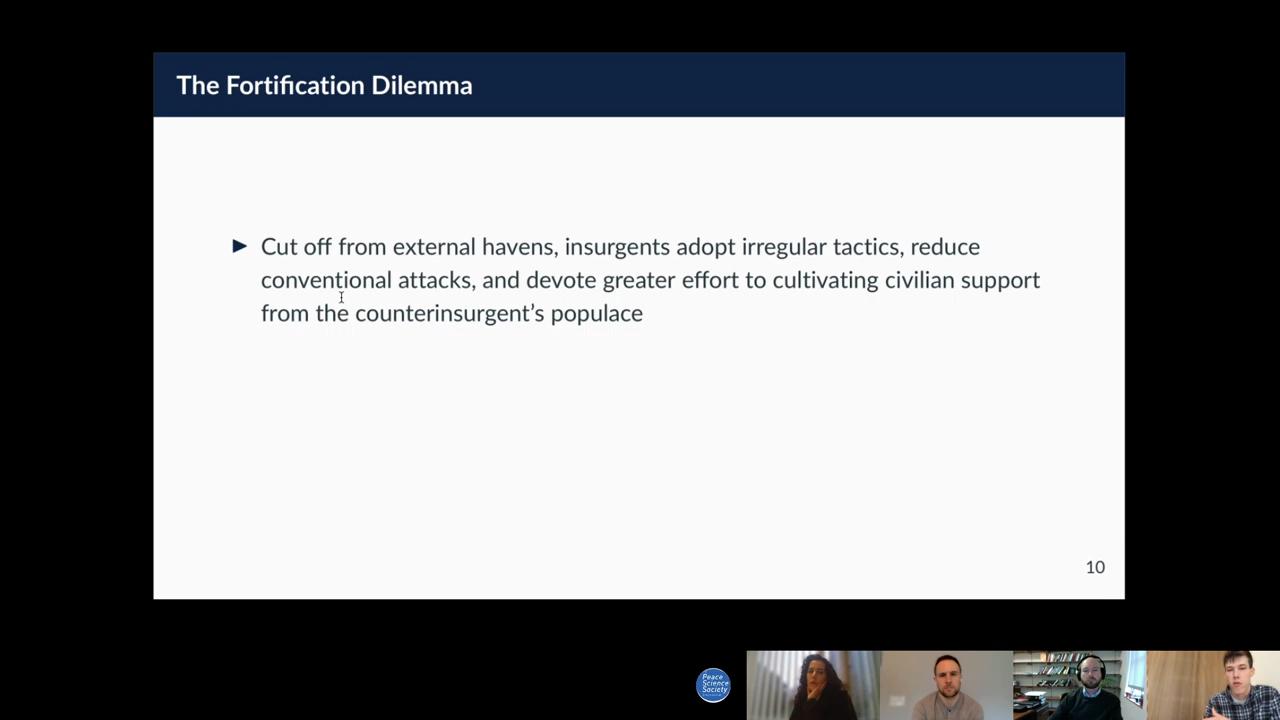 The Fortification Dilemma
► Cut off from external havens, insurgents adopt irregular tactics, reduce
conventional attacks, and devote greater effort to cultivating civilian support
from the counterinsurgent’s populace
10
Peace
Science
Society